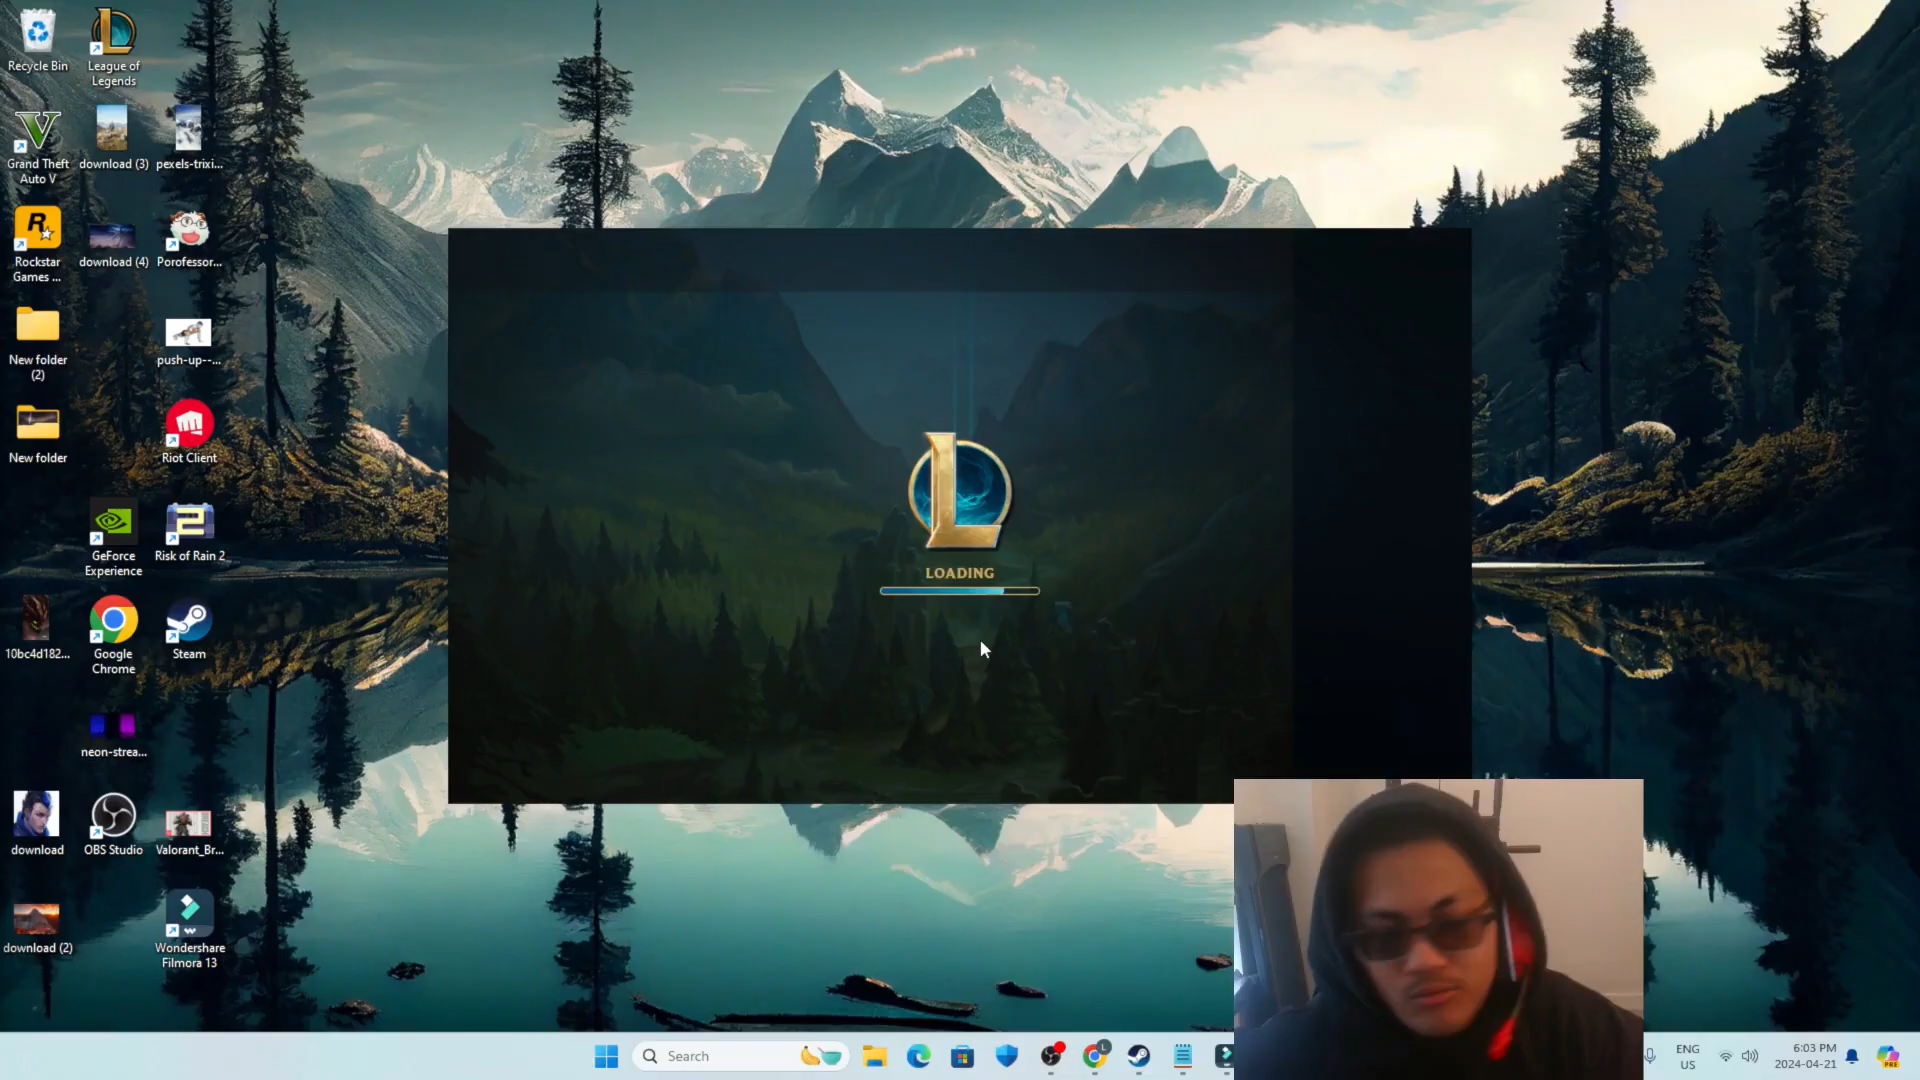 Recycle Bin
League of
Legends
Grand Theft
Auto V
download (3)
pexels-trixi...
Rockstar
Games ...
download (4)
Porofessor...
New folder
(2)
push-up--...
New folder
Riot Client
GeForce
Experience
Risk of Rain 2
10bc4d182...
Google
Chrome
Steam
neon-strea...
download
OBS Studio
Valorant_Br...
download (2)
Wondershare
Filmora 13
LOADING
Search
ENG
US
6:03 PM
2024-04-21
PRE